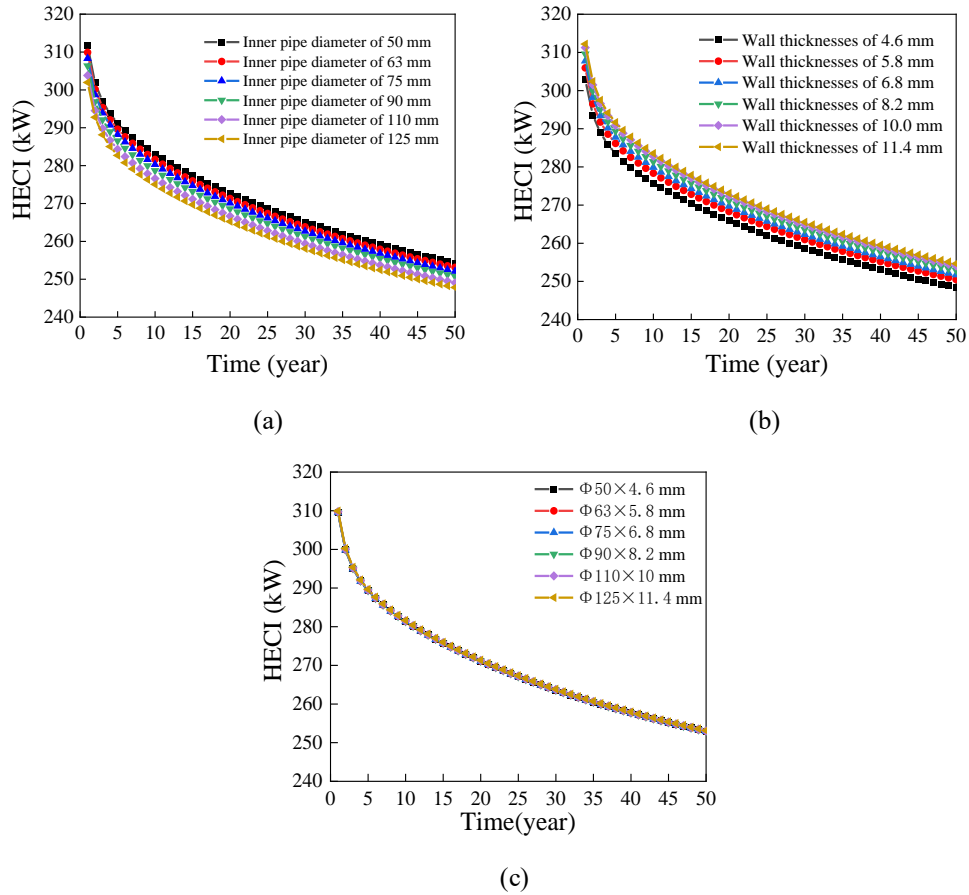 320
310
300
290
280
270
260
250
240
HECI (kW)
Inner pipe diameter of 50 mm
Inner pipe diameter of 63 mm
Inner pipe diameter of 75 mm
Inner pipe diameter of 90 mm
Inner pipe diameter of 110 mm
Inner pipe diameter of 125 mm
0 5 10 15 20 25 30 35 40 45 50
Time (year)
(a)
320
310
300
290
280
270
260
250
240
HECI (kW)
Wall thicknesses of 4.6 mm
Wall thicknesses of 5.8 mm
Wall thicknesses of 6.8 mm
Wall thicknesses of 8.2 mm
Wall thicknesses of 10.0 mm
Wall thicknesses of 11.4 mm
0 5 10 15 20 25 30 35 40 45 50
Time (year)
(b)
320
310
300
290
280
270
260
250
240
HECI (kW)
Φ50×4.6 mm
Φ63×5.8 mm
Φ75×6.8 mm
Φ90×8.2 mm
Φ110×10 mm
Φ125×11.4 mm
0 5 10 15 20 25 30 35 40 45 50
Time(year)
(c)